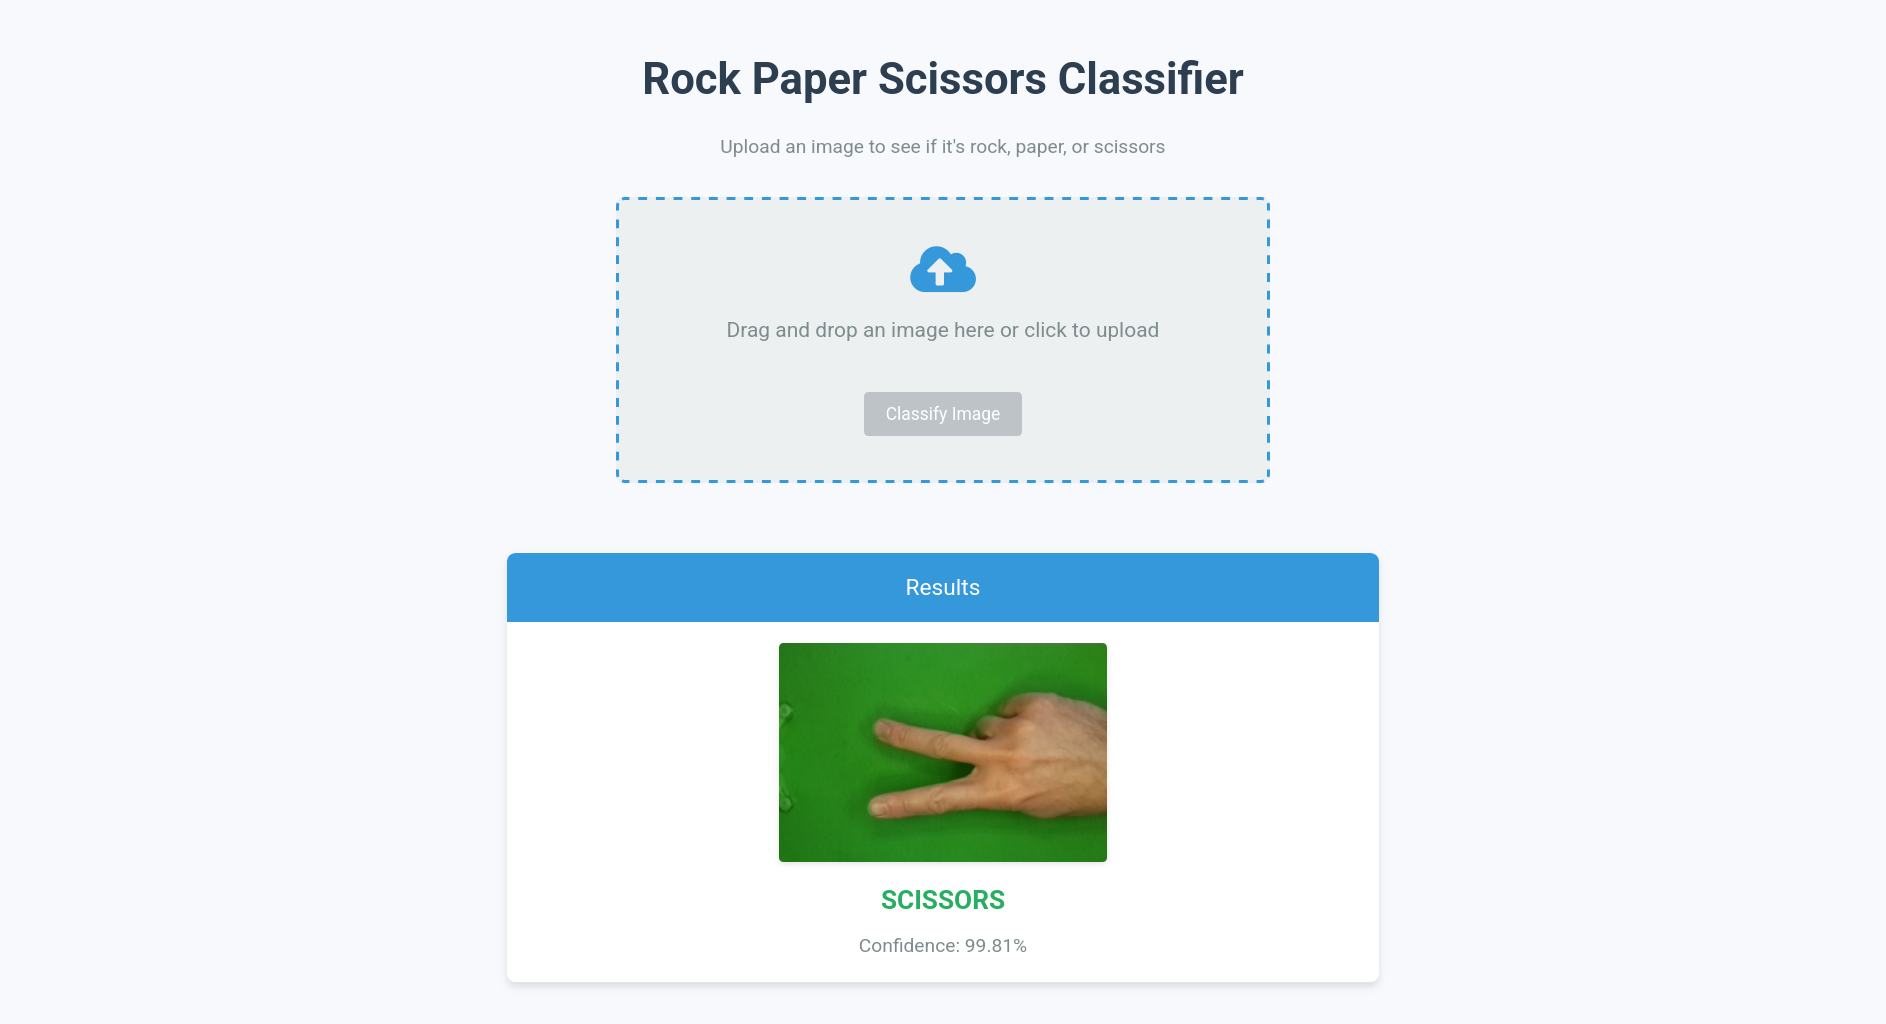 Rock Paper Scissors Classifier
Upload an image to see if it's rock, paper, or scissors
Drag and drop an image here or click to upload
Classify Image
Results
SCISSORS
Confidence: 99.81%